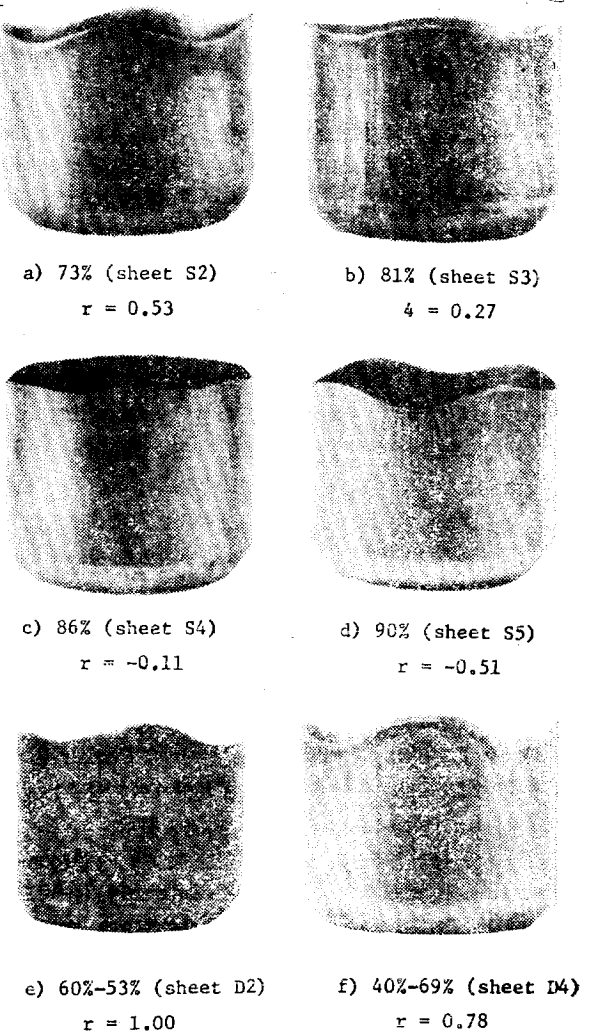 a) 73% (sheet S2)
r = 0.53
b) 81% (sheet S3)
4 = 0.27
c) 86% (sheet S4)
r = -0.11
d) 90% (sheet S5)
r = -0.51
e) 60%-53% (sheet D2)
r = 1.00
f) 40%-69% (sheet D4)
r = 0.78